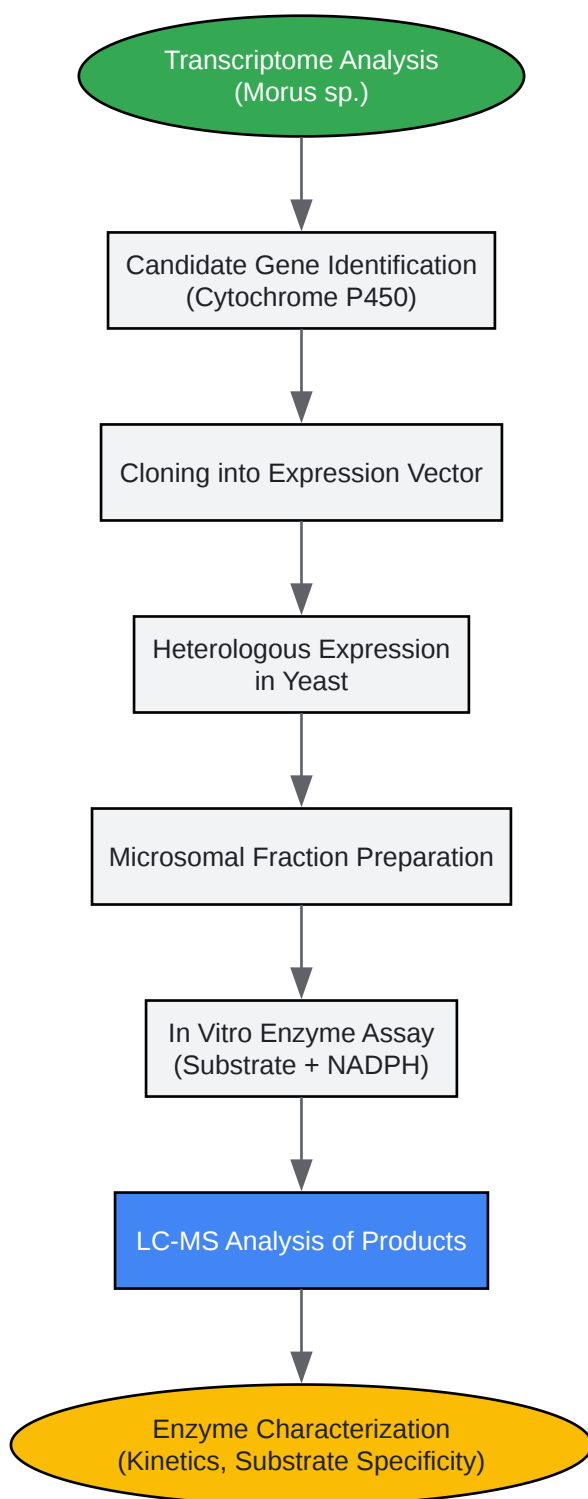 Transcriptome Analysis
(Morus sp.)
Candidate Gene Identification
(Cytochrome P450)
Cloning into Expression Vector
Heterologous Expression
in Yeast
Microsomal Fraction Preparation
In Vitro Enzyme Assay
(Substrate + NADPH)
LC-MS Analysis of Products
Enzyme Characterization
(Kinetics, Substrate Specificity)